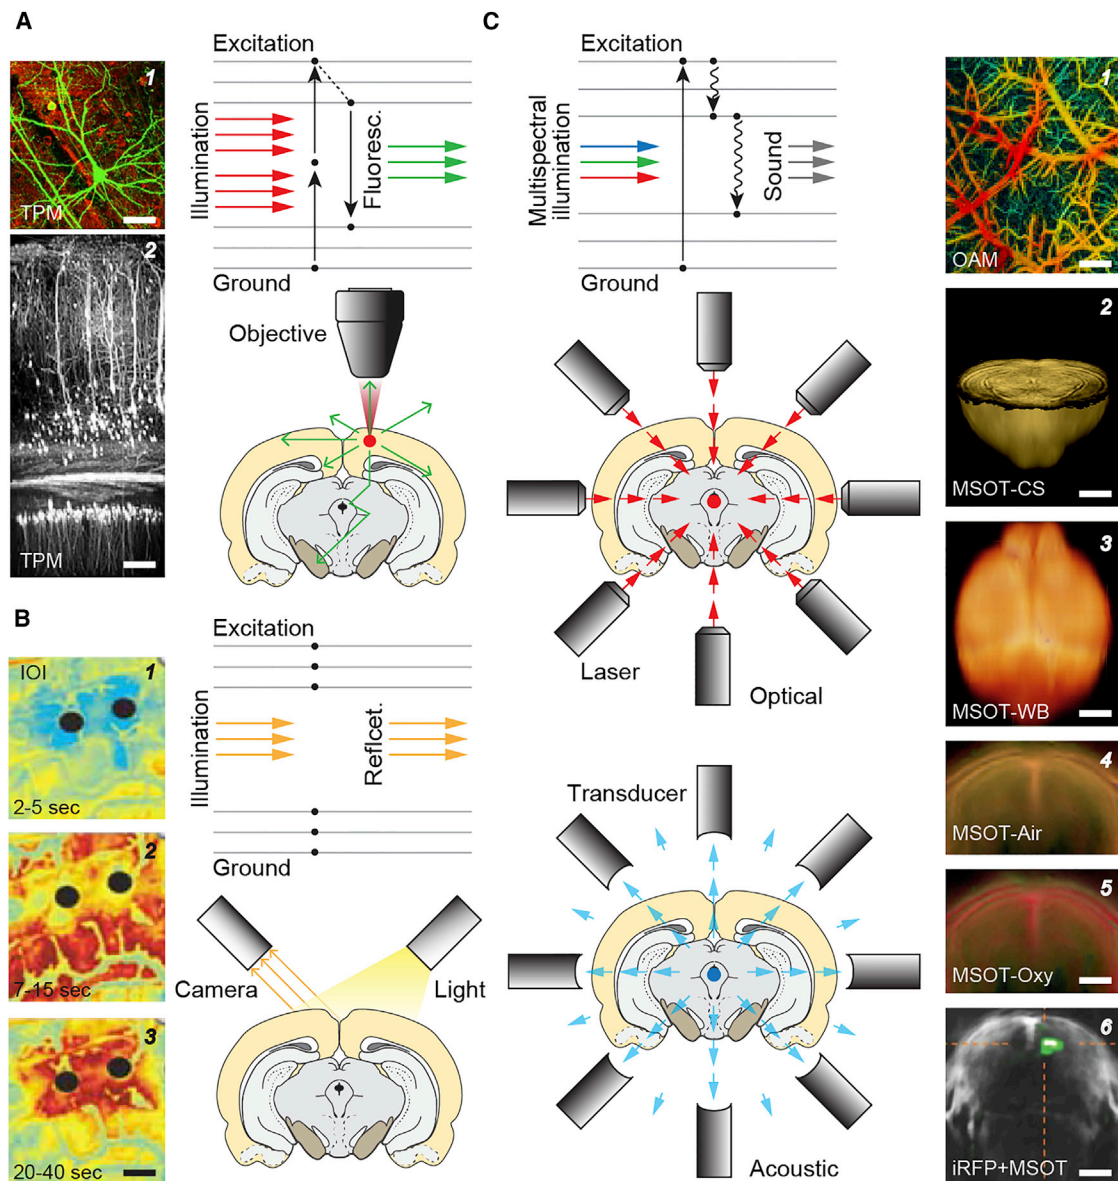 A
Excitation
1
Illumination
Fluoresc.
TPM
2
Ground
Objective
TPM
B
Excitation
IOI
1
Illumination
Reflcet.
2-5 sec
2
Ground
7-15 sec
Camera
Light
3
20-40 sec
C
Excitation
1
Multispectral
illumination
Sound
OAM
Ground
2
MSOT-CS
3
Laser
Optical
MSOT-WB
4
Transducer
MSOT-Air
5
MSOT-Oxy
6
Acoustic
iRFP+MSOT